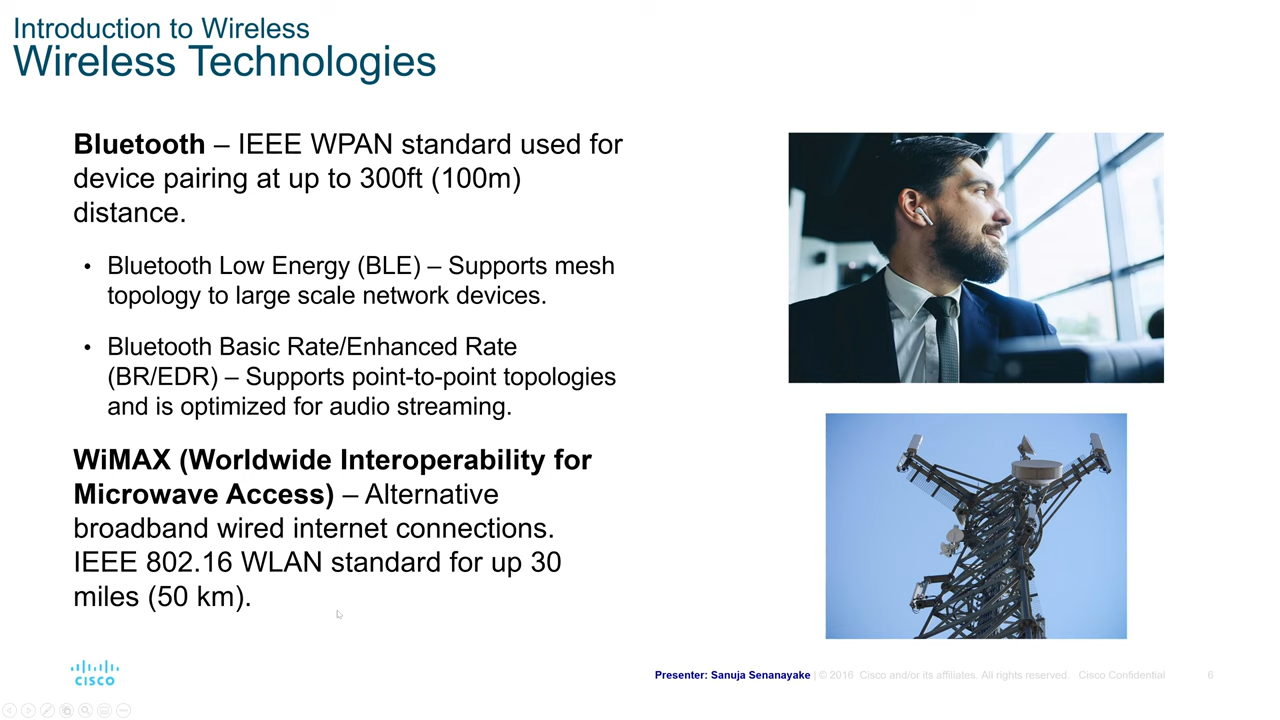 Introduction to Wireless
Wireless Technologies
Bluetooth – IEEE WPAN standard used for
device pairing at up to 300ft (100m)
distance.
• Bluetooth Low Energy (BLE) – Supports mesh
topology to large scale network devices.
• Bluetooth Basic Rate/Enhanced Rate
(BR/EDR) – Supports point-to-point topologies
and is optimized for audio streaming.
WiMAX (Worldwide Interoperability for
Microwave Access) – Alternative
broadband wired internet connections.
IEEE 802.16 WLAN standard for up 30
miles (50 km).
CISCO
Presenter: Sanuja Senanayake | © 2016 Cisco and/or its affiliates. All rights reserved. Cisco Confidential 6